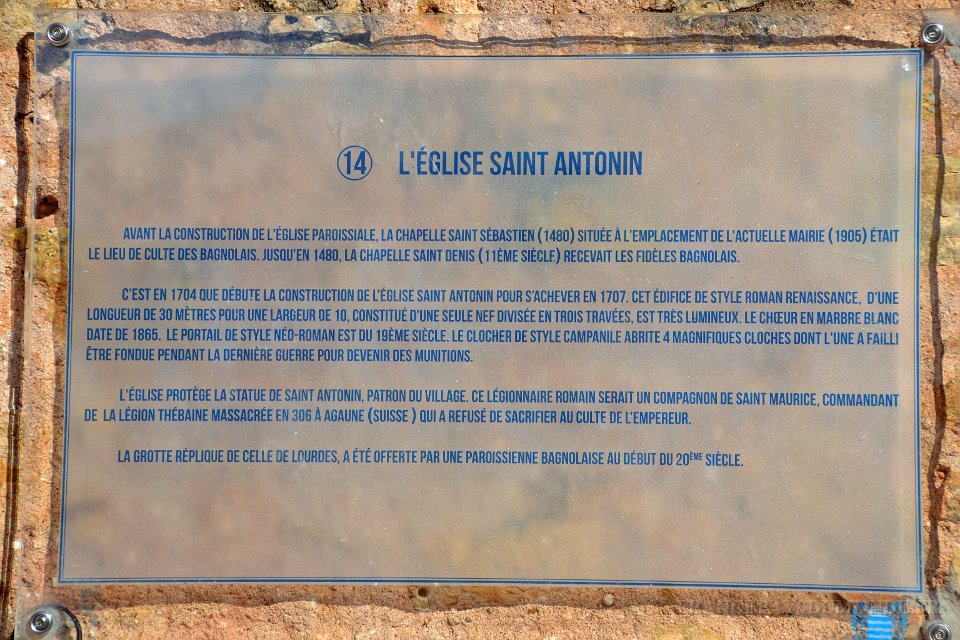 14 L'ÉGLISE SAINT ANTONIN
AVANT LA CONSTRUCTION DE L'ÉGLISE PAROISSIALE, LA CHAPELLE SAINT SÉBASTIEN (1480) SITUÉE À L'EMPLACEMENT DE L'ACTUELLE MAIRIE (1905) ÉTAIT
LE LIEU DE CULTE DES BAGNOLAIS. JUSQU'EN 1480, LA CHAPELLE SAINT DENIS (11ÈME SIÈCLE) RECEVAIT LES FIDÈLES BAGNOLAIS.
C'EST EN 1704 QUE DÉBUTE LA CONSTRUCTION DE L'ÉGLISE SAINT ANTONIN POUR S'ACHEVER EN 1707. CET ÉDIFICE DE STYLE ROMAN RENAISSANCE, D'UNE
LONGUEUR DE 30 MÈTRES POUR UNE LARGEUR DE 10, CONSTITUÉ D'UNE SEULE NEF DIVISÉE EN TROIS TRAVÉES, EST TRÈS LUMINEUX. LE CHŒUR EN MARBRE BLANC
DATE DE 1865. LE PORTAIL DE STYLE NÉO-ROMAN EST DU 19ÈME SIÈCLE. LE CLOCHER DE STYLE CAMPANILE ABRITE 4 MAGNIFIQUES CLOCHES DONT L'UNE A FAILLI
ÊTRE FONDUE PENDANT LA DERNIÈRE GUERRE POUR DEVENIR DES MUNITIONS.
L'ÉGLISE PROTÈGE LA STATUE DE SAINT ANTONIN, PATRON DU VILLAGE. CE LÉGIONNAIRE ROMAIN SERAIT UN COMPAGNON DE SAINT MAURICE, COMMANDANT
DE LA LÉGION THÉBAINE MASSACRÉE EN 306 À AGAUNE (SUISSE ) QUI A REFUSÉ DE SACRIFIER AU CULTE DE L'EMPEREUR.
LA GROTTE RÉPLIQUE DE CELLE DE LOURDES, A ÉTÉ OFFERTE PAR UNE PAROISSIENNE BAGNOLAISE AU DÉBUT DU 20ÈME SIÈCLE.